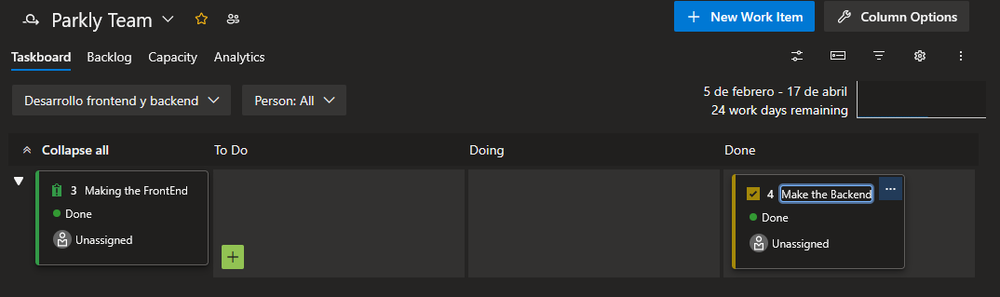 Parkly Team
New Work Item
Column Options
Taskboard Backlog Capacity Analytics
Desarrollo frontend y backend Person: All
5 de febrero - 17 de abril
24 work days remaining
Collapse all To Do Doing Done
3 Making the FrontEnd
Done
Unassigned
4 Make the Backend
Done
Unassigned